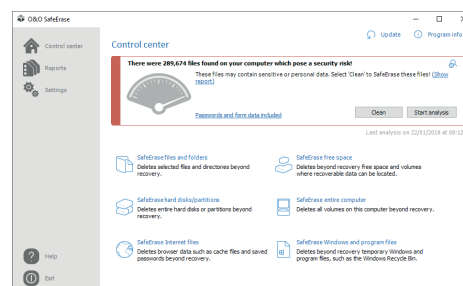 O&O SafeErase
Update
Program info
Control center
Control center
Reports
Settings
There were 289,674 files found on your computer which pose a security risk!
These files may contain sensitive or personal data. Select 'Clean' to SafeErase these files! (Show
report)
Passwords and form data included
Clean
Start analysis
Last analysis on 22/01/2018 at 08:12
SafeErase files and folders
Deletes selected files and directories beyond
recovery.
SafeErase free space
Deletes beyond recovery free space and volumes
where recoverable data can be located.
SafeErase hard disks/partitions
Deletes entire hard disks or partitions beyond
recovery.
SafeErase entire computer
Deletes all volumes on this computer beyond recovery.
SafeErase Internet files
Deletes browser data such as cache files and saved
passwords beyond recovery.
SafeErase Windows and program files
Deletes beyond recovery temporary Windows and
program files, such as the Windows Recycle Bin.
Help
Exit